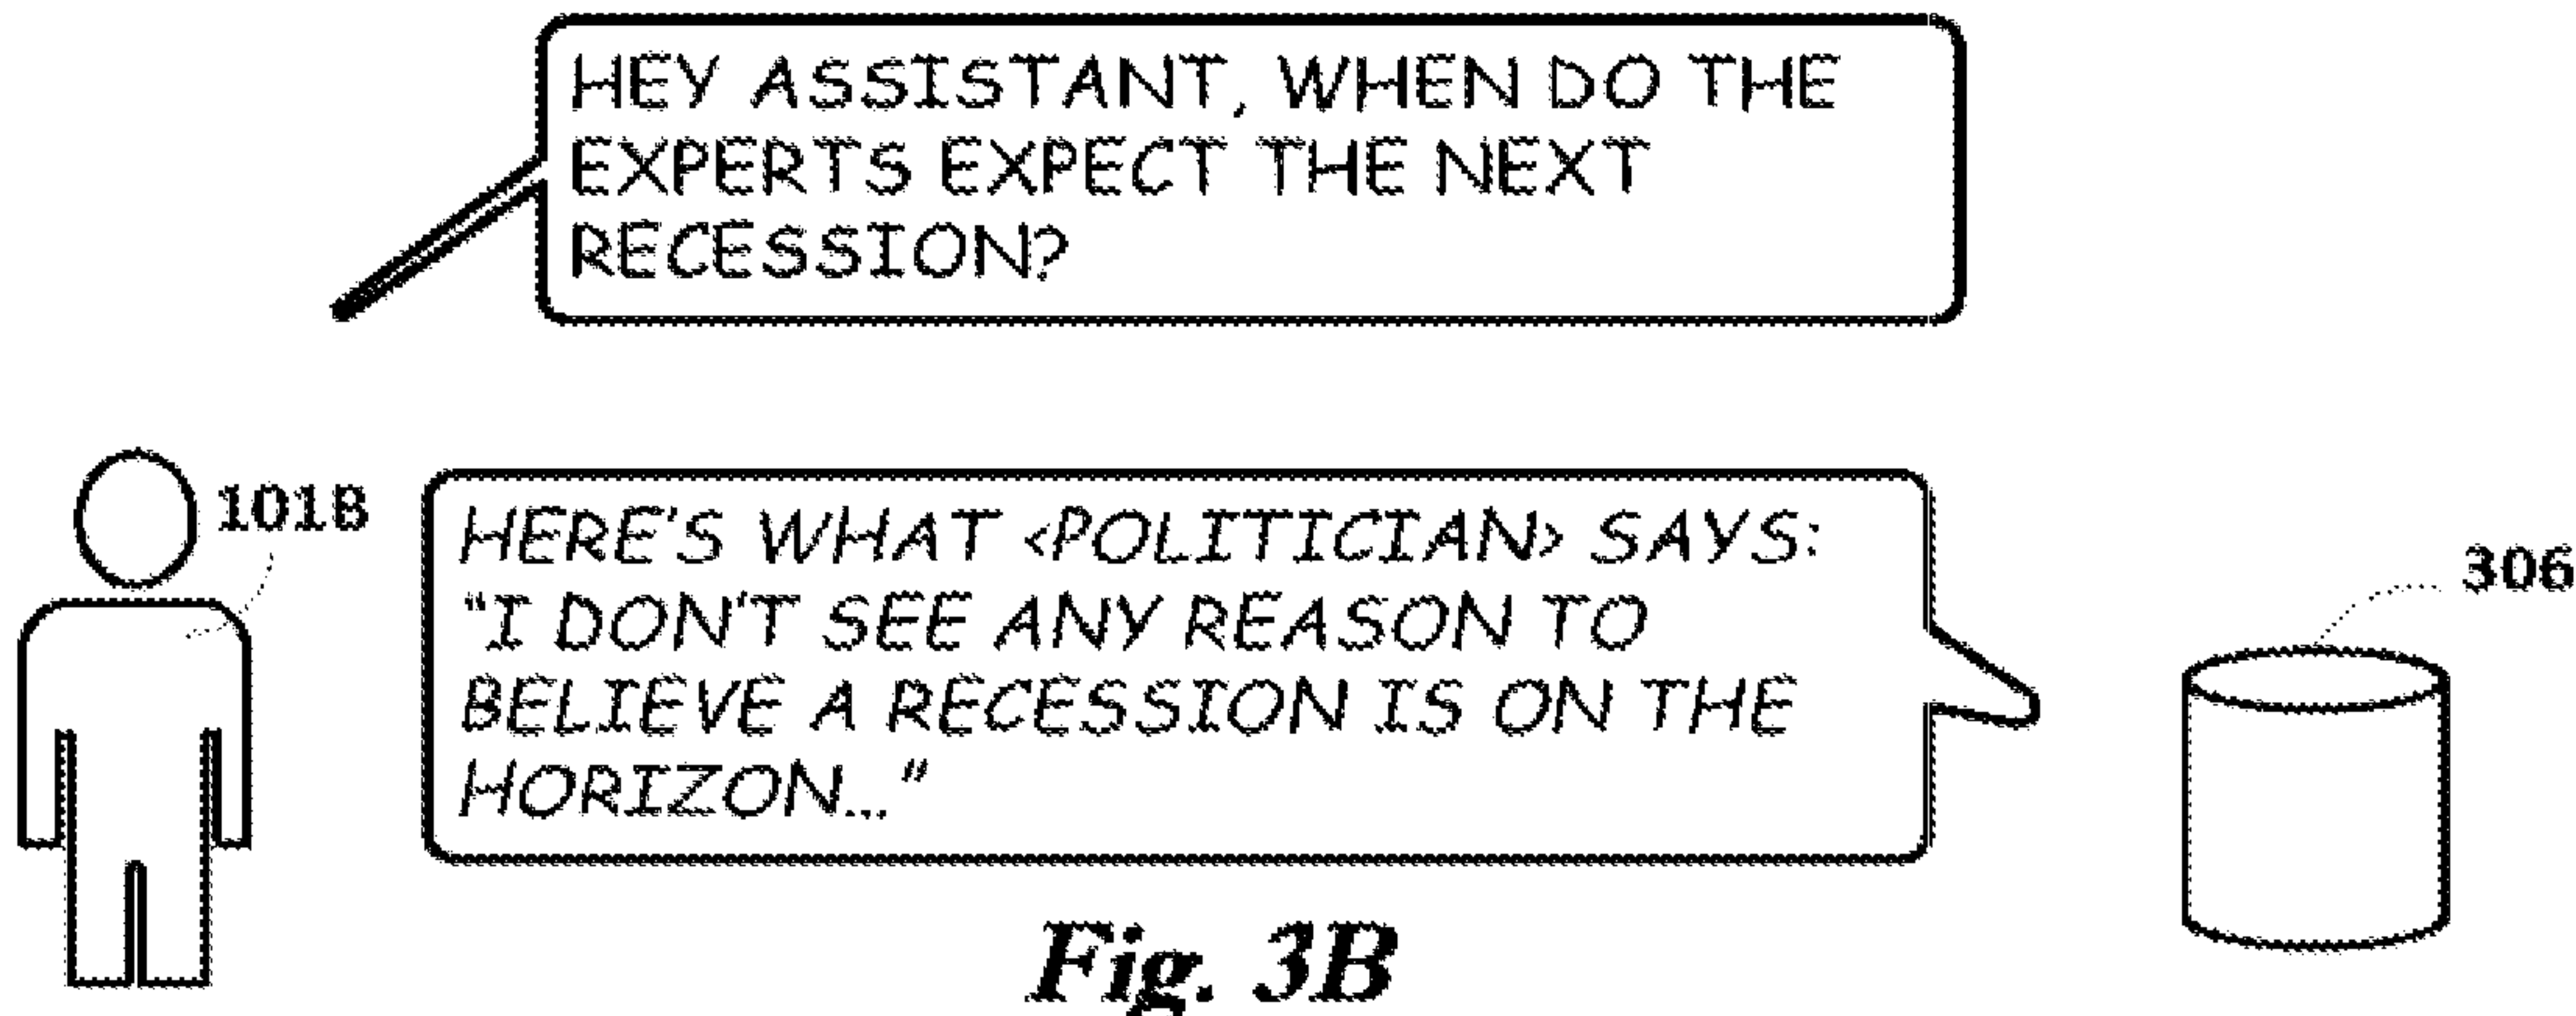 HEY ASSISTANT, WHEN DO THE
EXPERTS EXPECT THE NEXT
RECESSION?
101B
HERE'S WHAT <POLITICIAN> SAYS:
"I DON'T SEE ANY REASON TO
BELIEVE A RECESSION IS ON THE
HORIZON..."
306
Fig. 3B